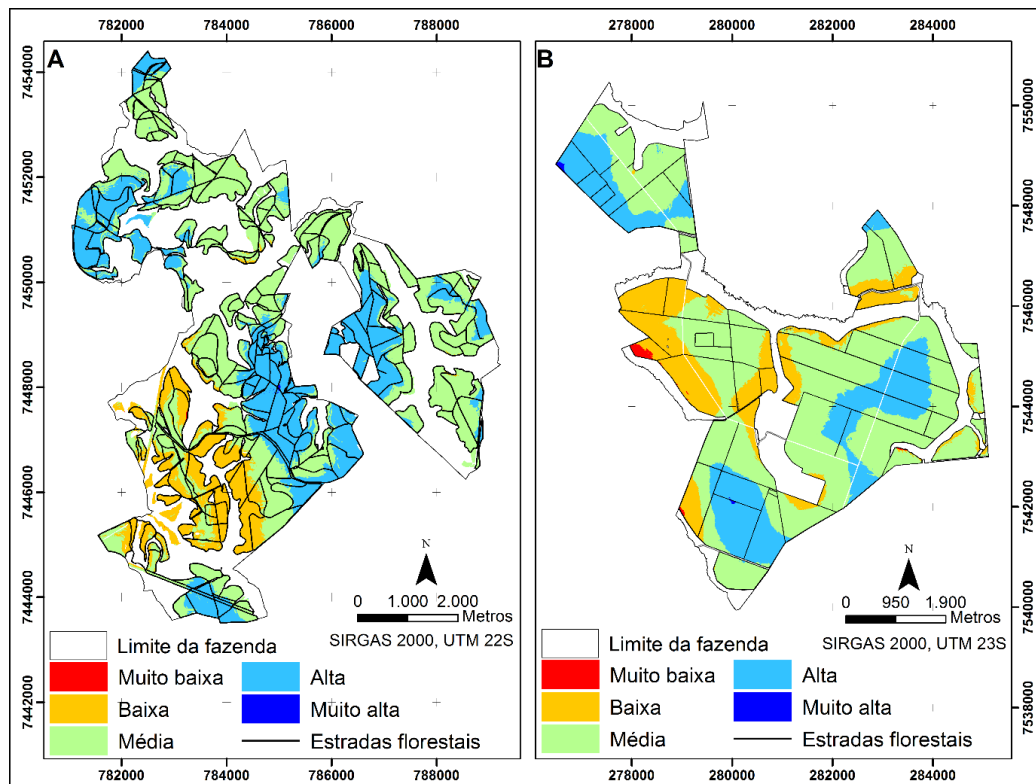 782000 784000 786000 788000
A
7454000
7452000
7450000
7448000
7446000
7444000
7442000
N
0 1.000 2.000
Metros
SIRGAS 2000, UTM 22S
Limite da fazenda
Muito baixa
Alta
Baixa
Muito alta
Média
Estradas florestais
782000 784000 786000 788000
278000 280000 282000 284000
B
7550000
7548000
7546000
7544000
7542000
7540000
7538000
N
0 950 1.900
Metros
SIRGAS 2000, UTM 23S
Limite da fazenda
Muito baixa
Alta
Baixa
Muito alta
Média
Estradas florestais
278000 280000 282000 284000